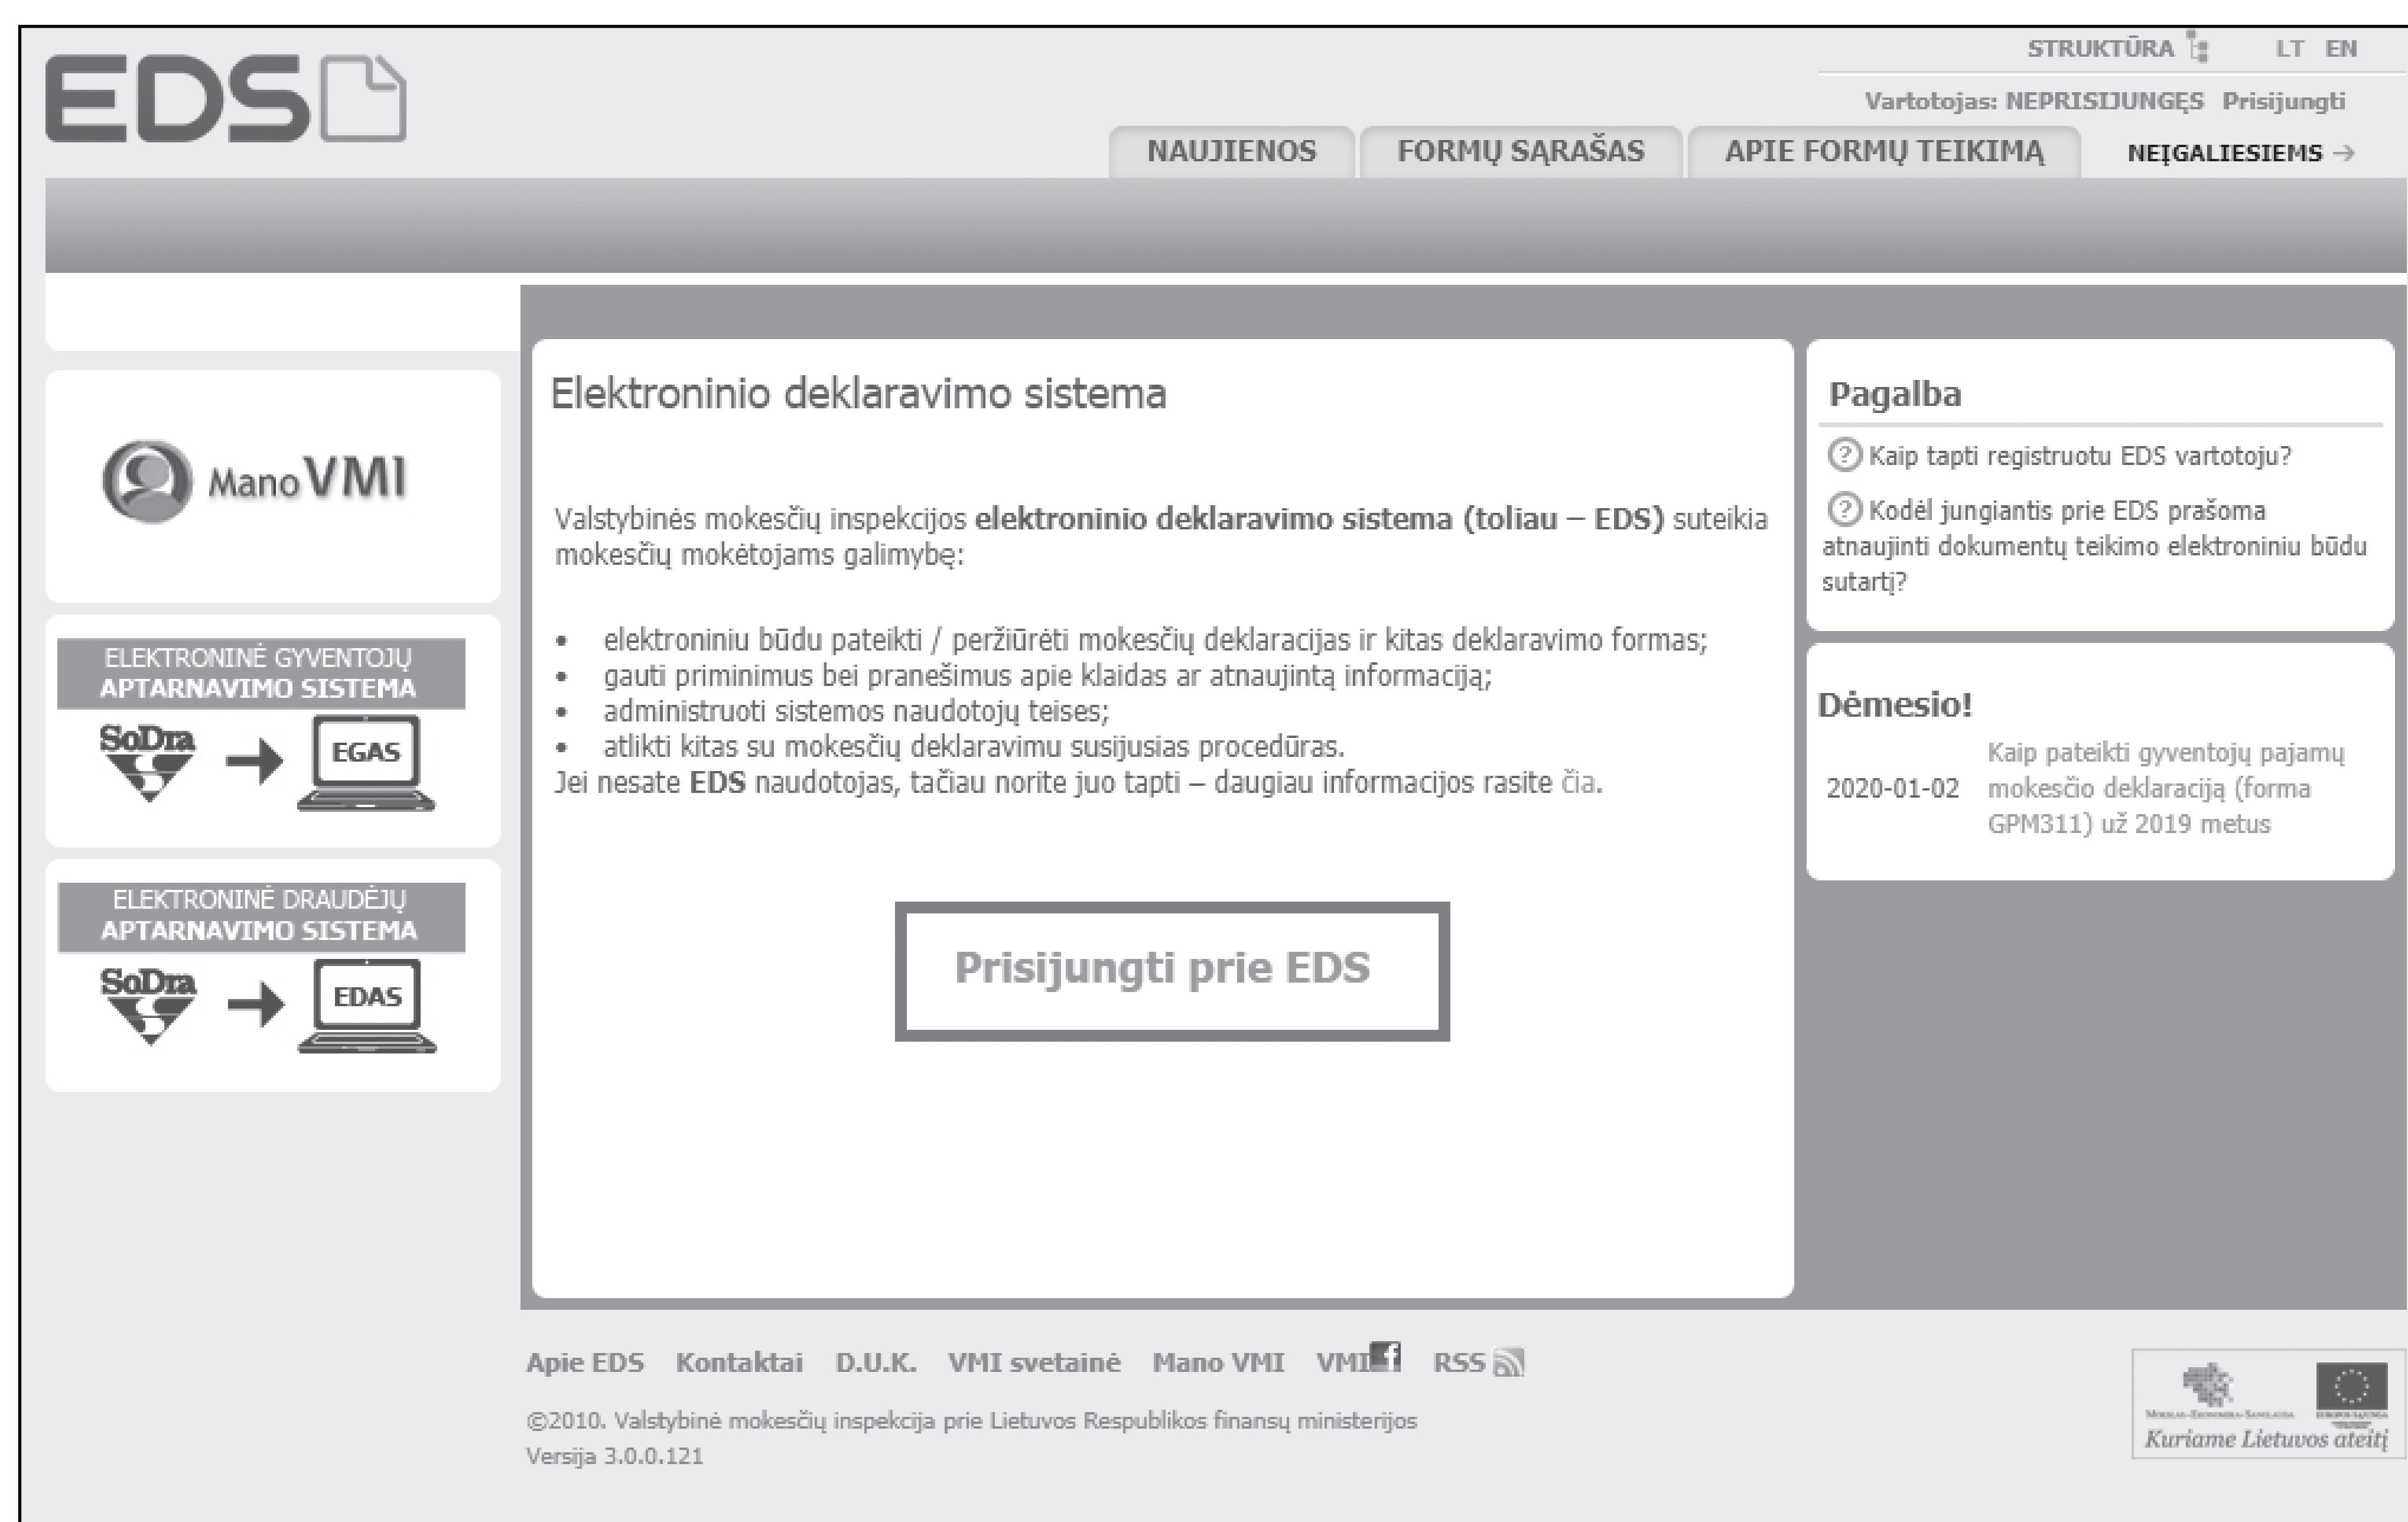 EDS
STRUKTŪRA LT EN
Vartotojas: NEPRISIJUNGĘS Prisijungti
NAUJIENOS FORMŲ SĄRAŠAS APIE FORMŲ TEIKIMĄ NEĮGALIESIEMS →
Mano VMI
ELEKTRONINĖ GYVENTOJŲ
APTARNAVIMO SISTEMA
SoDra → EGAS
ELEKTRONINĖ DRAUDĖJŲ
APTARNAVIMO SISTEMA
SoDra → EDAS
Elektroninio deklaravimo sistema
Valstybinės mokesčių inspekcijos elektroninio deklaravimo sistema (toliau – EDS) suteikia
mokesčių mokėtojams galimybę:
• elektroniniu būdu pateikti / peržiūrėti mokesčių deklaracijas ir kitas deklaravimo formas;
• gauti priminimus bei pranešimus apie klaidas ar atnaujintą informaciją;
• administruoti sistemos naudotojų teises;
• atlikti kitas su mokesčių deklaravimu susijusias procedūras.
Jei nesate EDS naudotojas, tačiau norite juo tapti – daugiau informacijos rasite čia.
Prisijungti prie EDS
Pagalba
? Kaip tapti registruotu EDS vartotoju?
? Kodėl jungiantis prie EDS prašoma
atnaujinti dokumentų teikimo elektroniniu būdu
sutartį?
Dėmesio!
2020-01-02
Kaip pateikti gyventojų pajamų
mokesčio deklaraciją (forma
GPM311) už 2019 metus
Apie EDS Kontaktai D.U.K. VMI svetainė Mano VMI VMI f RSS
©2010. Valstybinė mokesčių inspekcija prie Lietuvos Respublikos finansų ministerijos
Versija 3.0.0.121
Kuriame Lietuvos ateitį